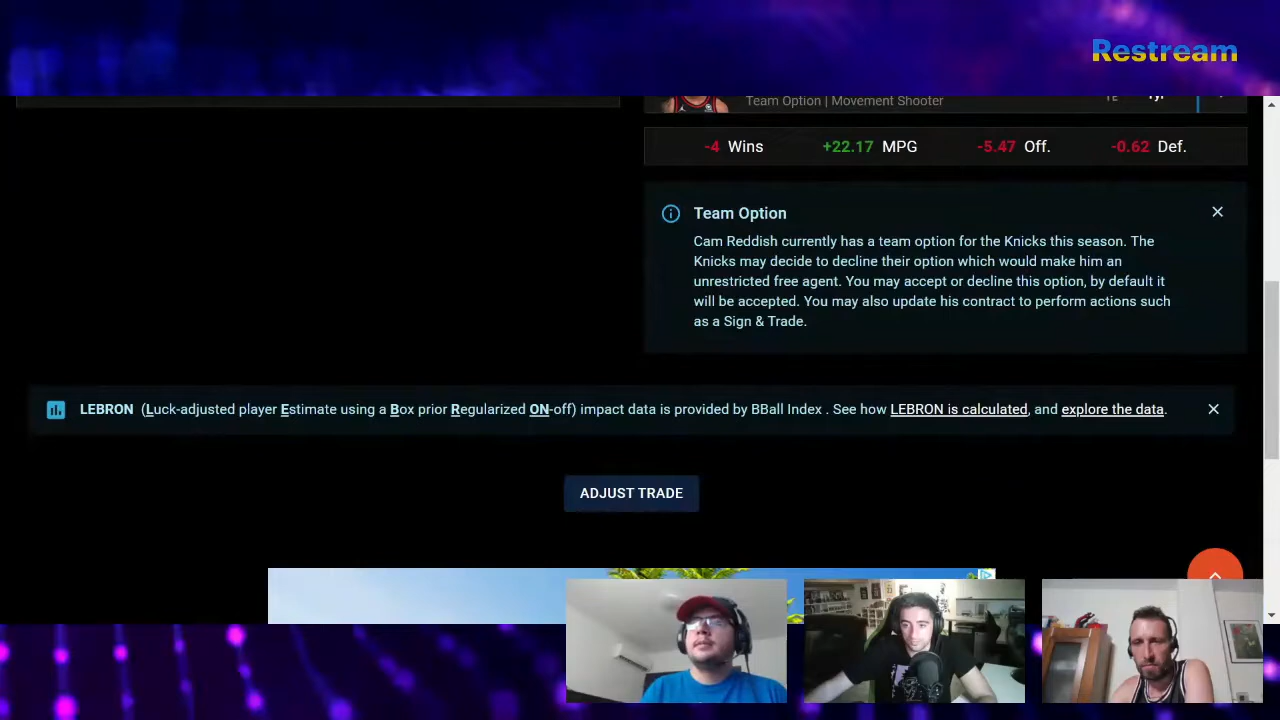 Restream
Team Option | Movement Shooter
-4 Wins +22.17 MPG -5.47 Off. -0.62 Def.
Team Option
Cam Reddish currently has a team option for the Knicks this season. The
Knicks may decide to decline their option which would make him an
unrestricted free agent. You may accept or decline this option, by default it
will be accepted. You may also update his contract to perform actions such
as a Sign & Trade.
LEBRON (Luck-adjusted player Estimate using a Box prior Regularized ON-off) impact data is provided by BBall Index . See how LEBRON is calculated, and explore the data.
ADJUST TRADE